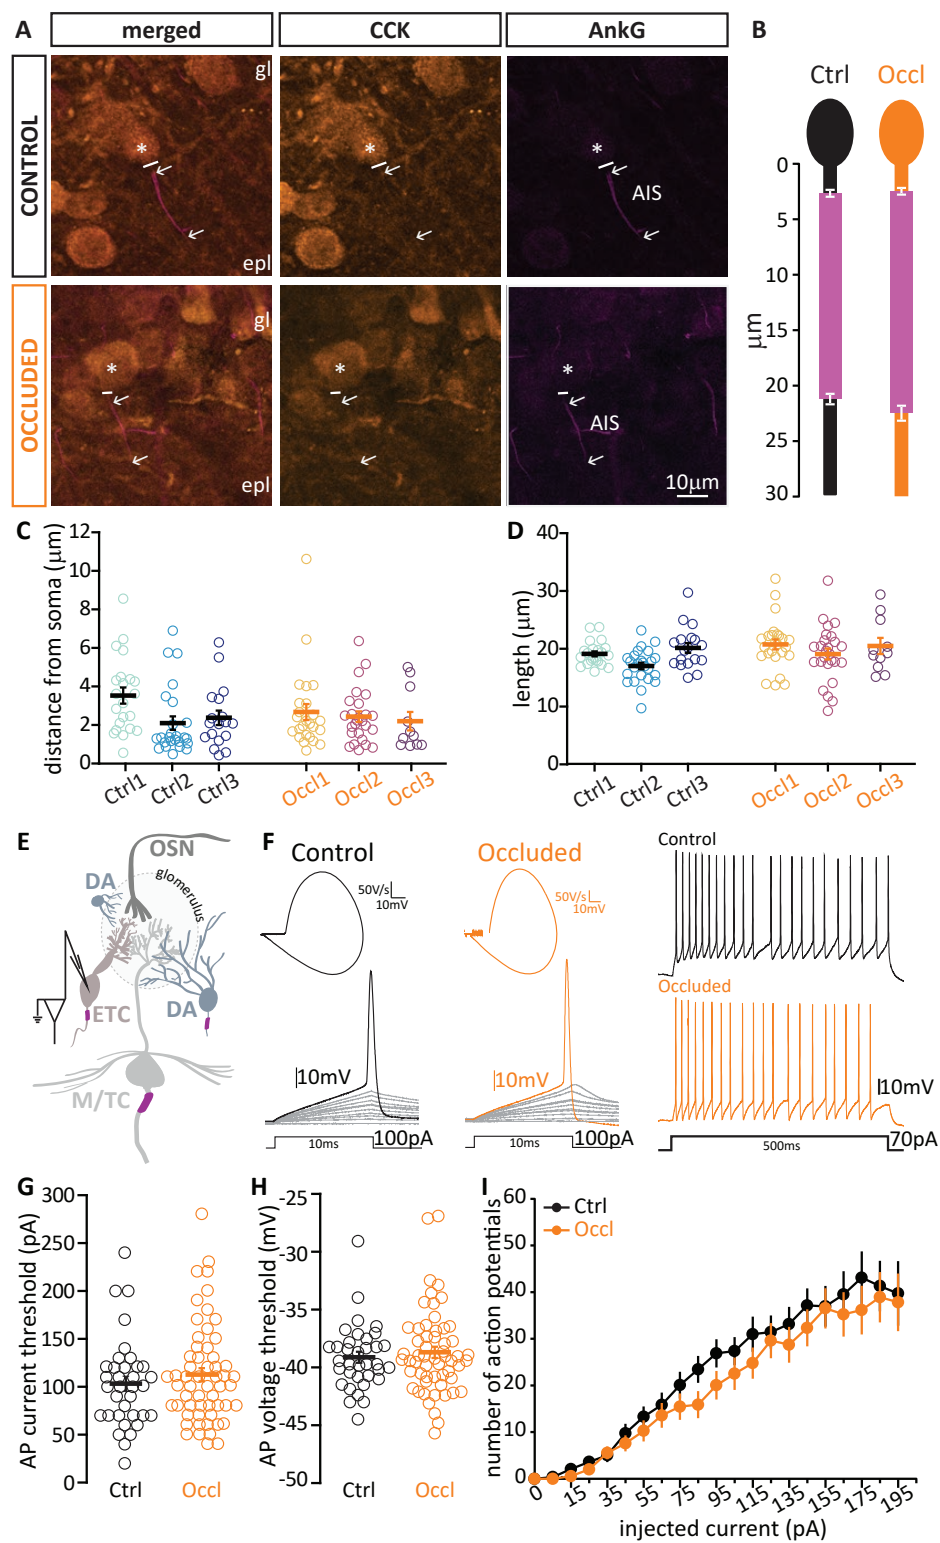 A merged CCK AnkG B
CONTROL
gl
*
*
*
AIS
epl
OCCLUDED
gl
*
*
*
AIS
epl
10μm
Ctrl Occl
0
5
10
15
20
25
30
μm
C
distance from soma (μm)
12
10
8
6
4
2
0
Ctrl1 Ctrl2 Ctrl3 Occl1 Occl2 Occl3
D
length (μm)
40
30
20
10
0
Ctrl1 Ctrl2 Ctrl3 Occl1 Occl2 Occl3
E
OSN
glomerulus
DA
ETC
DA
M/TC
F
Control
50V/s
10mV
10mV
10ms
100pA
Occluded
50V/s
10mV
10mV
10ms
100pA
Control
Occluded
10mV
500ms
70pA
G
AP current threshold (pA)
300
250
200
150
100
50
0
Ctrl Occl
H
AP voltage threshold (mV)
-25
-30
-35
-40
-45
-50
Ctrl Occl
I
number of action potentials
60
50
40
30
20
10
0
Ctrl
Occl
0 15 35 55 75 95 115 135 155 175 195
injected current (pA)